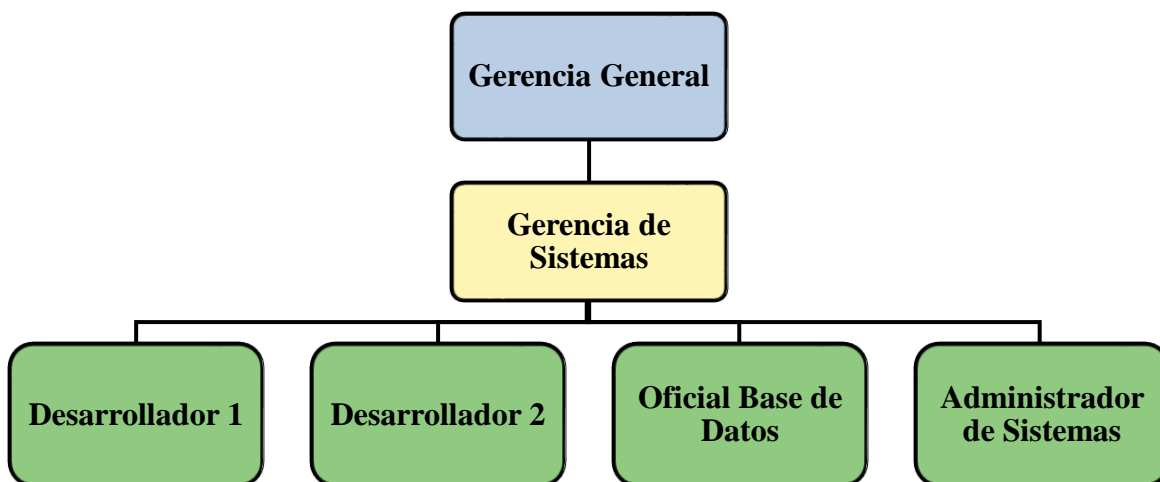 Gerencia General
Gerencia de
Sistemas
Desarrollador 1
Desarrollador 2
Oficial Base de
Datos
Administrador
de Sistemas